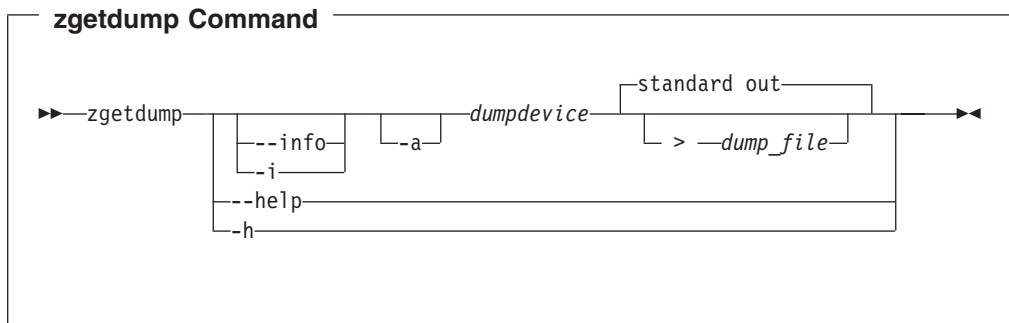 zgetdump Command
standard out
zgetdump dumpdevice
--info -a > dump_file
-i
--help
-h